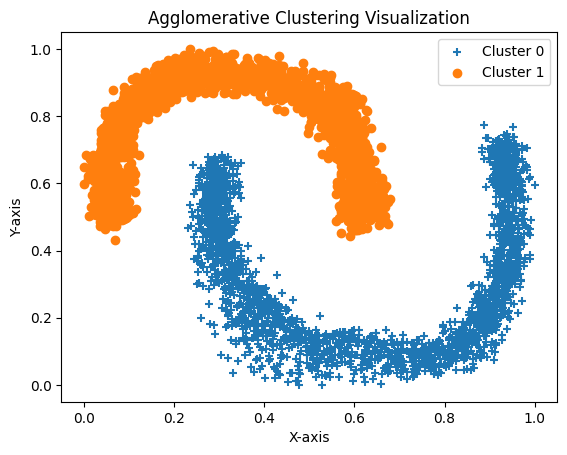 Agglomerative Clustering Visualization
Cluster 0
Cluster 1
Y-axis
1.0
0.8
0.6
0.4
0.2
0.0
0.0 0.2 0.4 0.6 0.8 1.0
X-axis